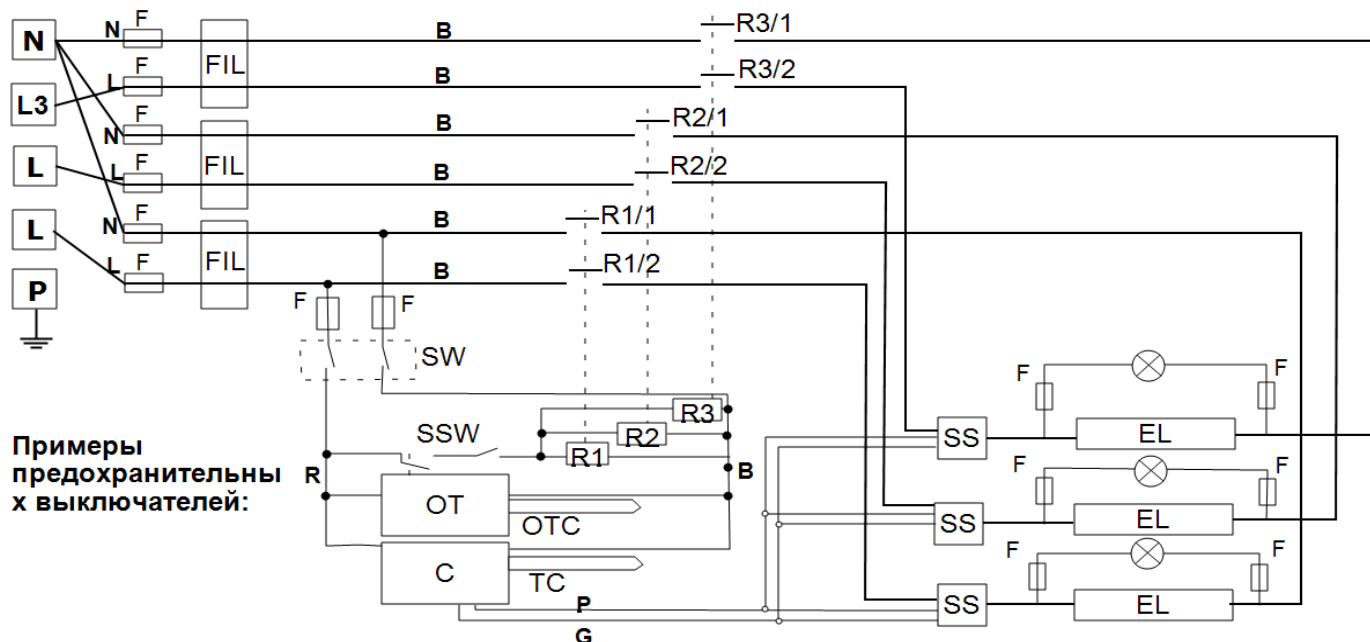 F
N N B R3/1
FIL
F
L3 L B R3/2
F
N B R2/1
FIL
F
L L B R2/2
F
N B R1/1
FIL
F
L L B R1/2
P
F F
SW
F F
R3
SS EL
R2
SSW
R1
B
R
Примеры
предохранительны
х выключателей:
F F
OT
OTC
SS EL
F F
C
TC
P
SS EL
G